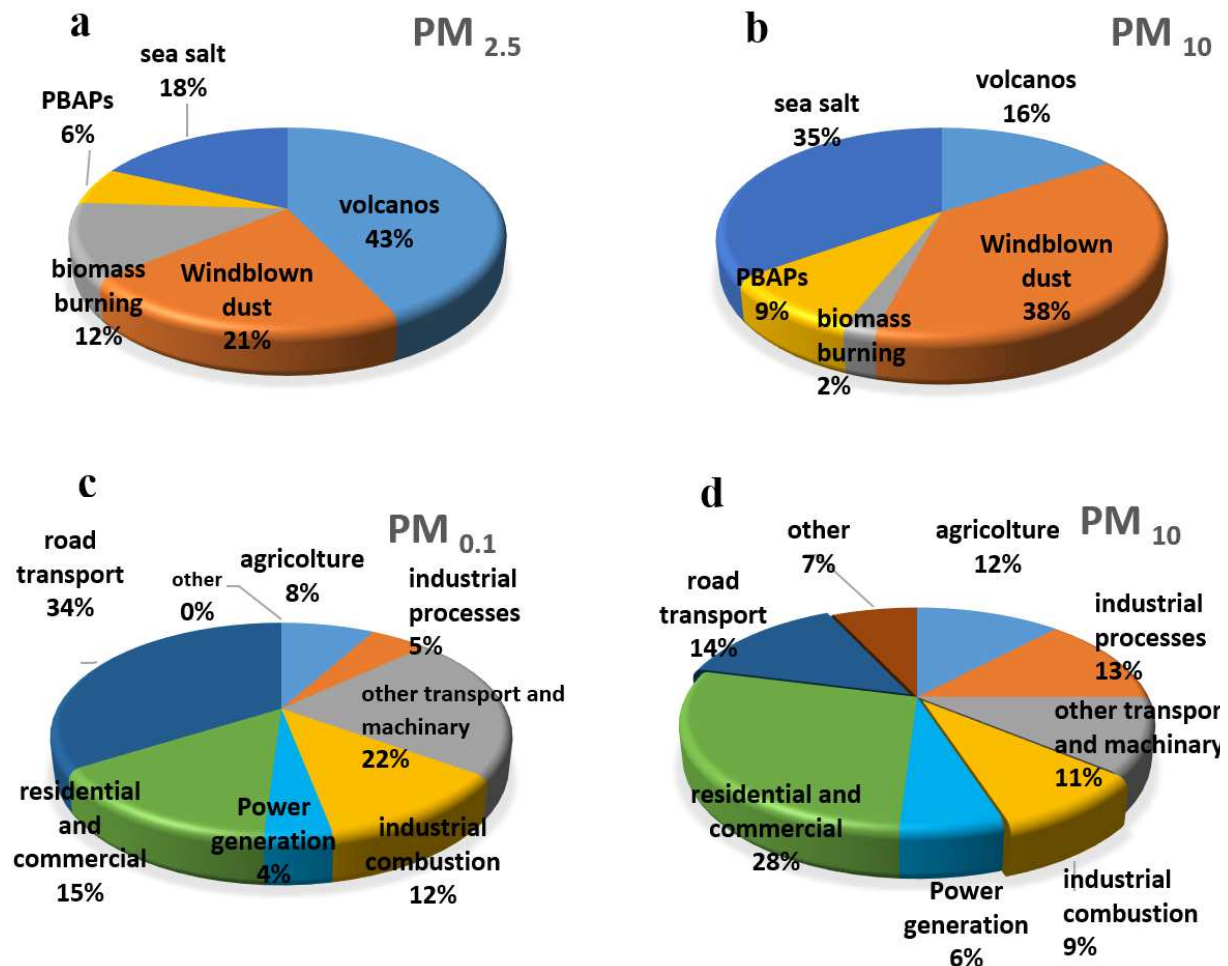 a
PM 2.5
sea salt
18%
PBAPs
6%
volcanos
43%
biomass
burning
12%
Windblown
dust
21%
b
PM 10
sea salt
35%
volcanos
16%
Windblown
dust
38%
PBAPs
9%
biomass
burning
2%
c
PM 0.1
road
transport
34%
other
0%
agricolture
8%
industrial
processes
5%
other transport and
machinary
22%
residential
and
commercial
15%
Power
generation
4%
industrial
combustion
12%
d
PM 10
other
7%
agriculture
12%
road
transport
14%
industrial
processes
13%
other transpor
and machinary
11%
residential and
commercial
28%
Power
generation
6%
industrial
combustion
9%